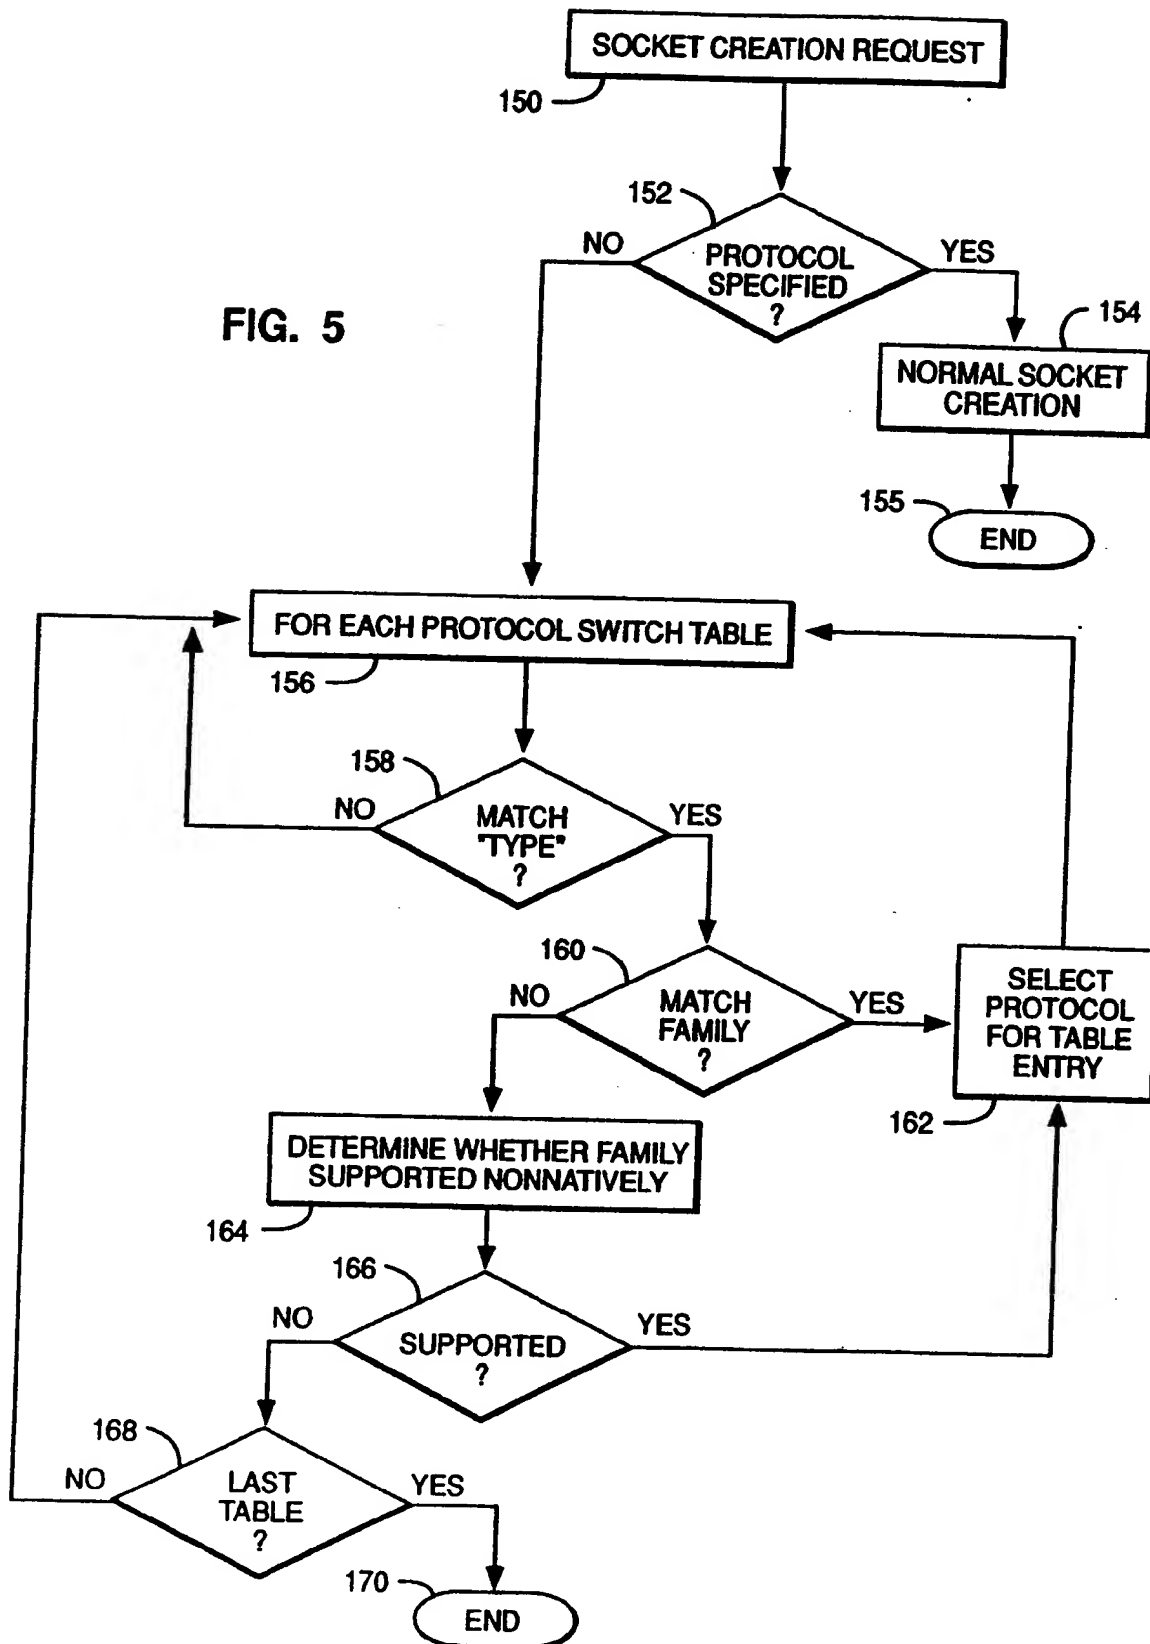 SOCKET CREATION REQUEST
150
152
NO
PROTOCOL
SPECIFIED
?
YES
FIG. 5
154
NORMAL SOCKET
CREATION
155
END
FOR EACH PROTOCOL SWITCH TABLE
156
158
NO
MATCH
"TYPE"
?
YES
160
NO
MATCH
FAMILY
?
YES
SELECT
PROTOCOL
FOR TABLE
ENTRY
162
DETERMINE WHETHER FAMILY
SUPPORTED NONNATIVELY
164
166
NO
SUPPORTED
?
YES
168
NO
LAST
TABLE
?
YES
170
END